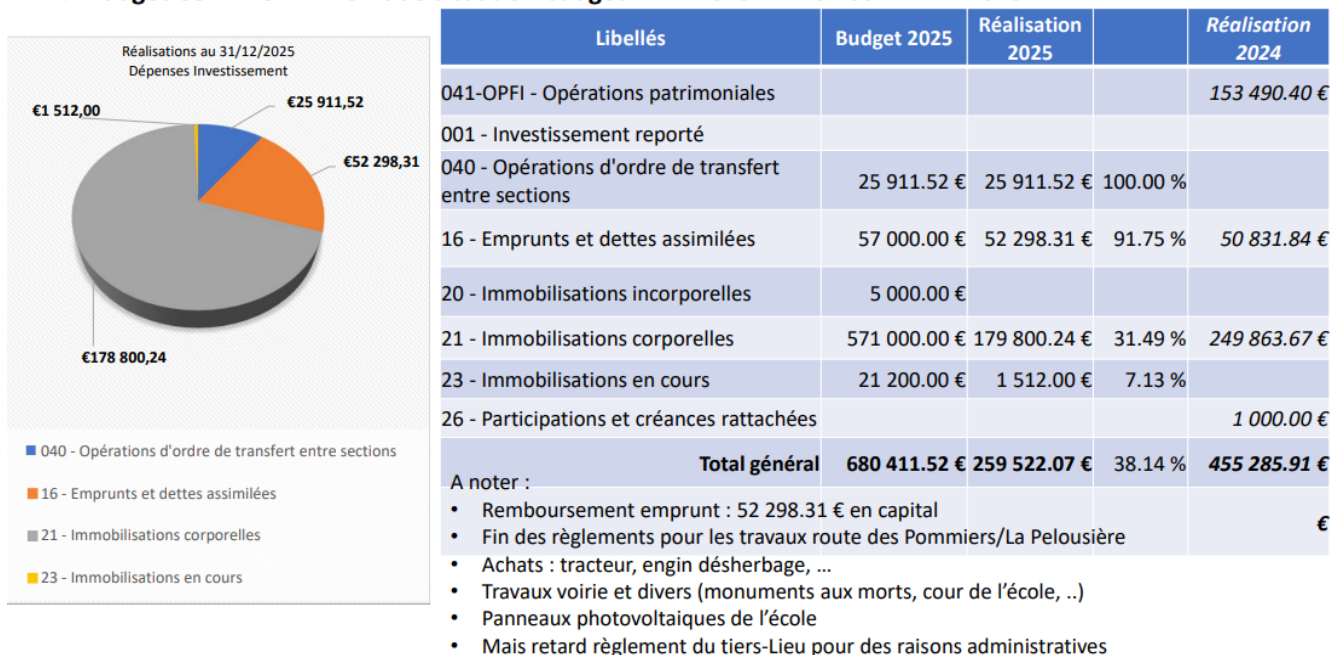 Réalisations au 31/12/2025
Dépenses Investissement
€1 512,00
€25 911,52
€52 298,31
€178 800,24
040 - Opérations d'ordre de transfert entre sections
16 - Emprunts et dettes assimilées
21 - Immobilisations corporelles
23 - Immobilisations en cours
Libellés Budget 2025 Réalisation 2025 Réalisation 2024
041-OPFI - Opérations patrimoniales 153 490.40 €
001 - Investissement reporté
040 - Opérations d'ordre de transfert
entre sections 25 911.52 € 25 911.52 € 100.00 %
16 - Emprunts et dettes assimilées 57 000.00 € 52 298.31 € 91.75 % 50 831.84 €
20 - Immobilisations incorporelles 5 000.00 €
21 - Immobilisations corporelles 571 000.00 € 179 800.24 € 31.49 % 249 863.67 €
23 - Immobilisations en cours 21 200.00 € 1 512.00 € 7.13 %
26 - Participations et créances rattachées 1 000.00 €
Total général 680 411.52 € 259 522.07 € 38.14 % 455 285.91 €
€
A noter :
• Remboursement emprunt : 52 298.31 € en capital
• Fin des règlements pour les travaux route des Pommiers/La Pelousière
• Achats : tracteur, engin désherbage, ...
• Travaux voirie et divers (monuments aux morts, cour de l'école, ..)
• Panneaux photovoltaiques de l'école
• Mais retard règlement du tiers-Lieu pour des raisons administratives